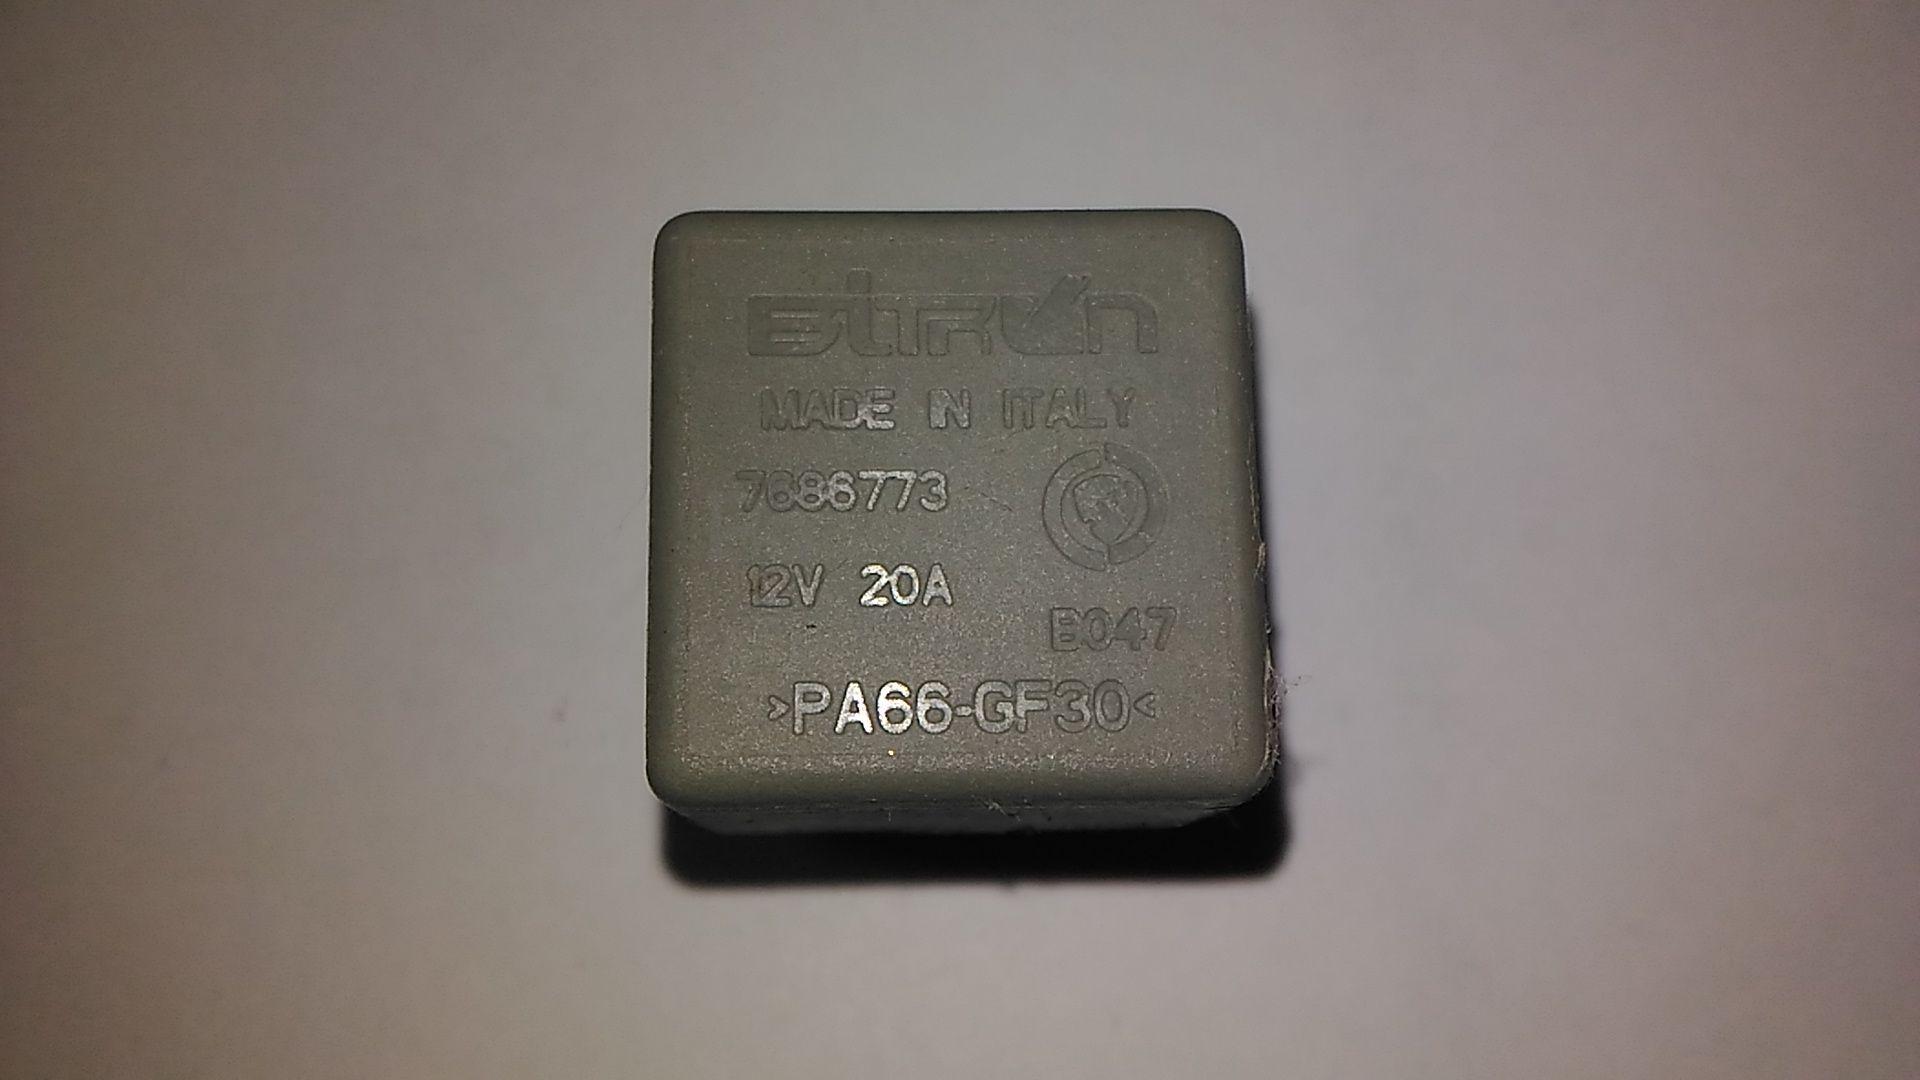 BITRON
MADE IN ITALY
7686773
12V 20A
B047
>PA66-GF30<